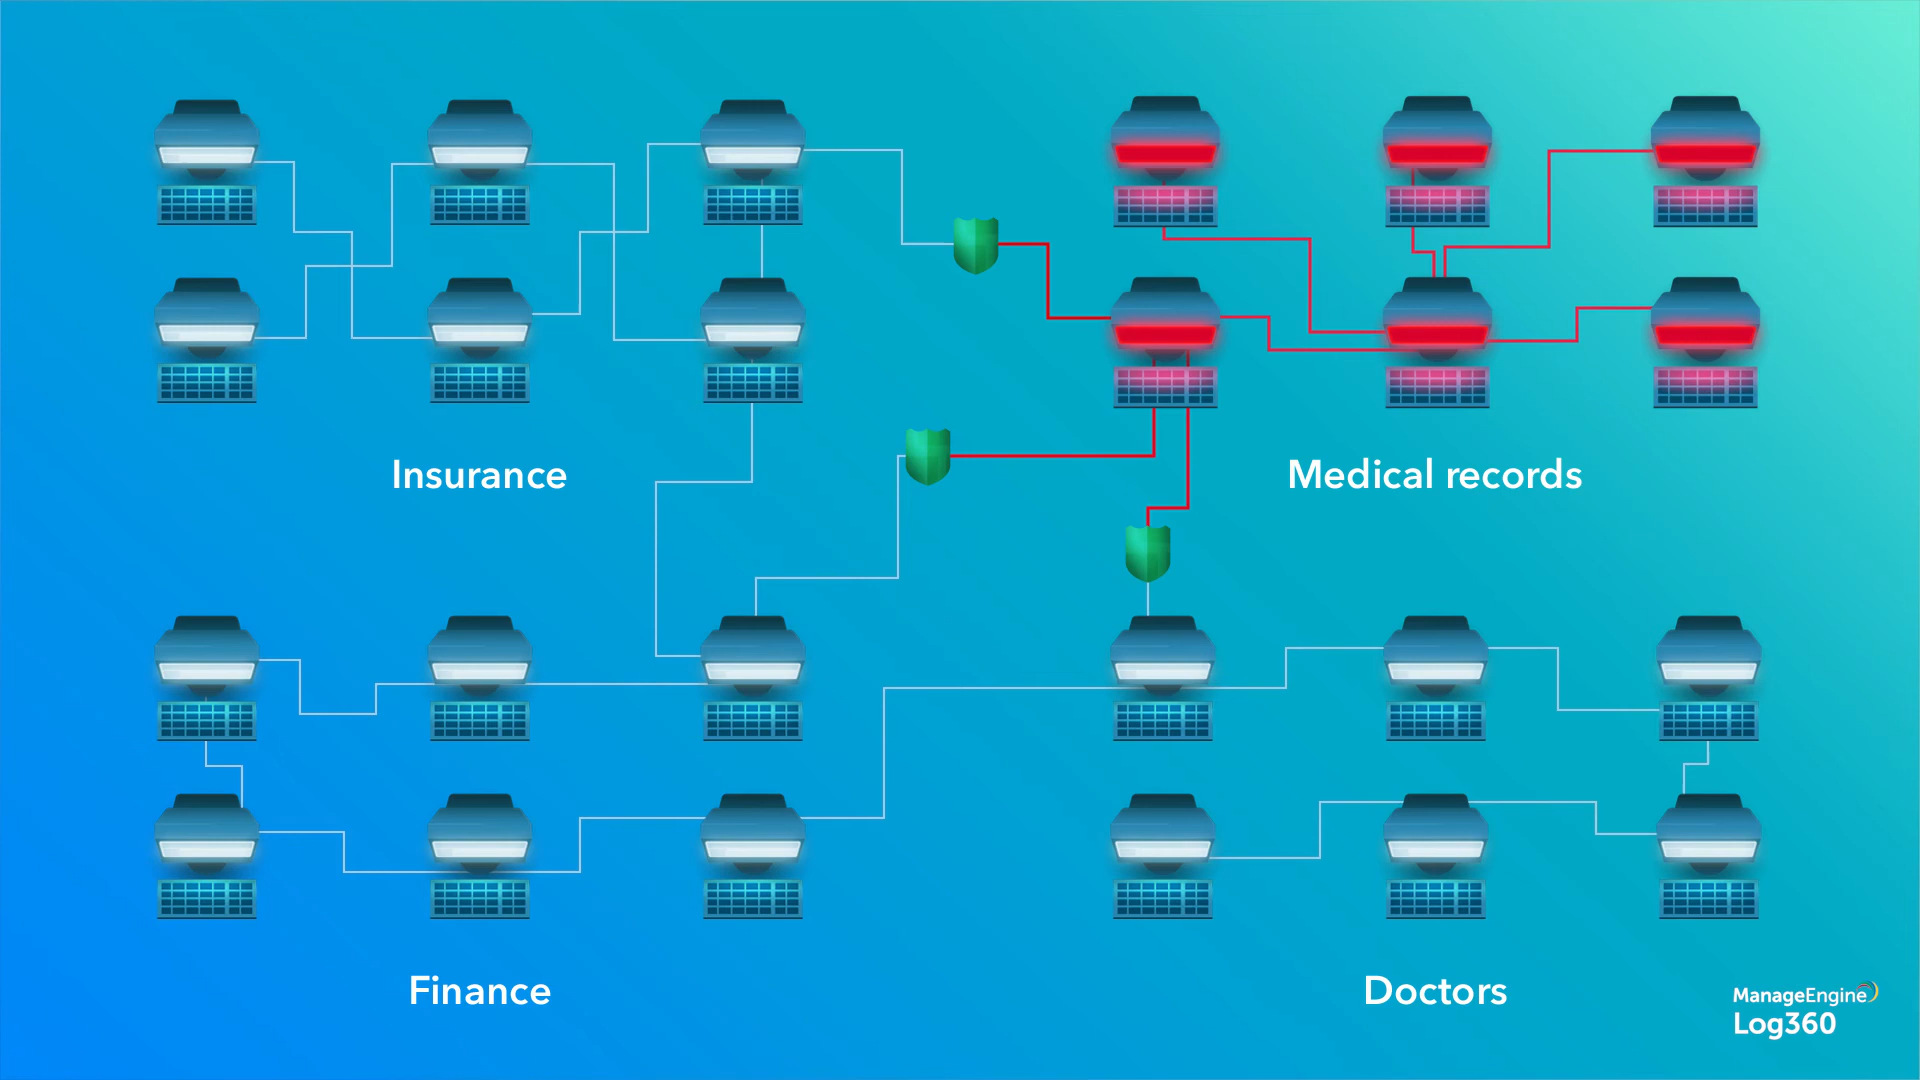 Insurance
Medical records
Finance
Doctors
ManageEngine
Log360